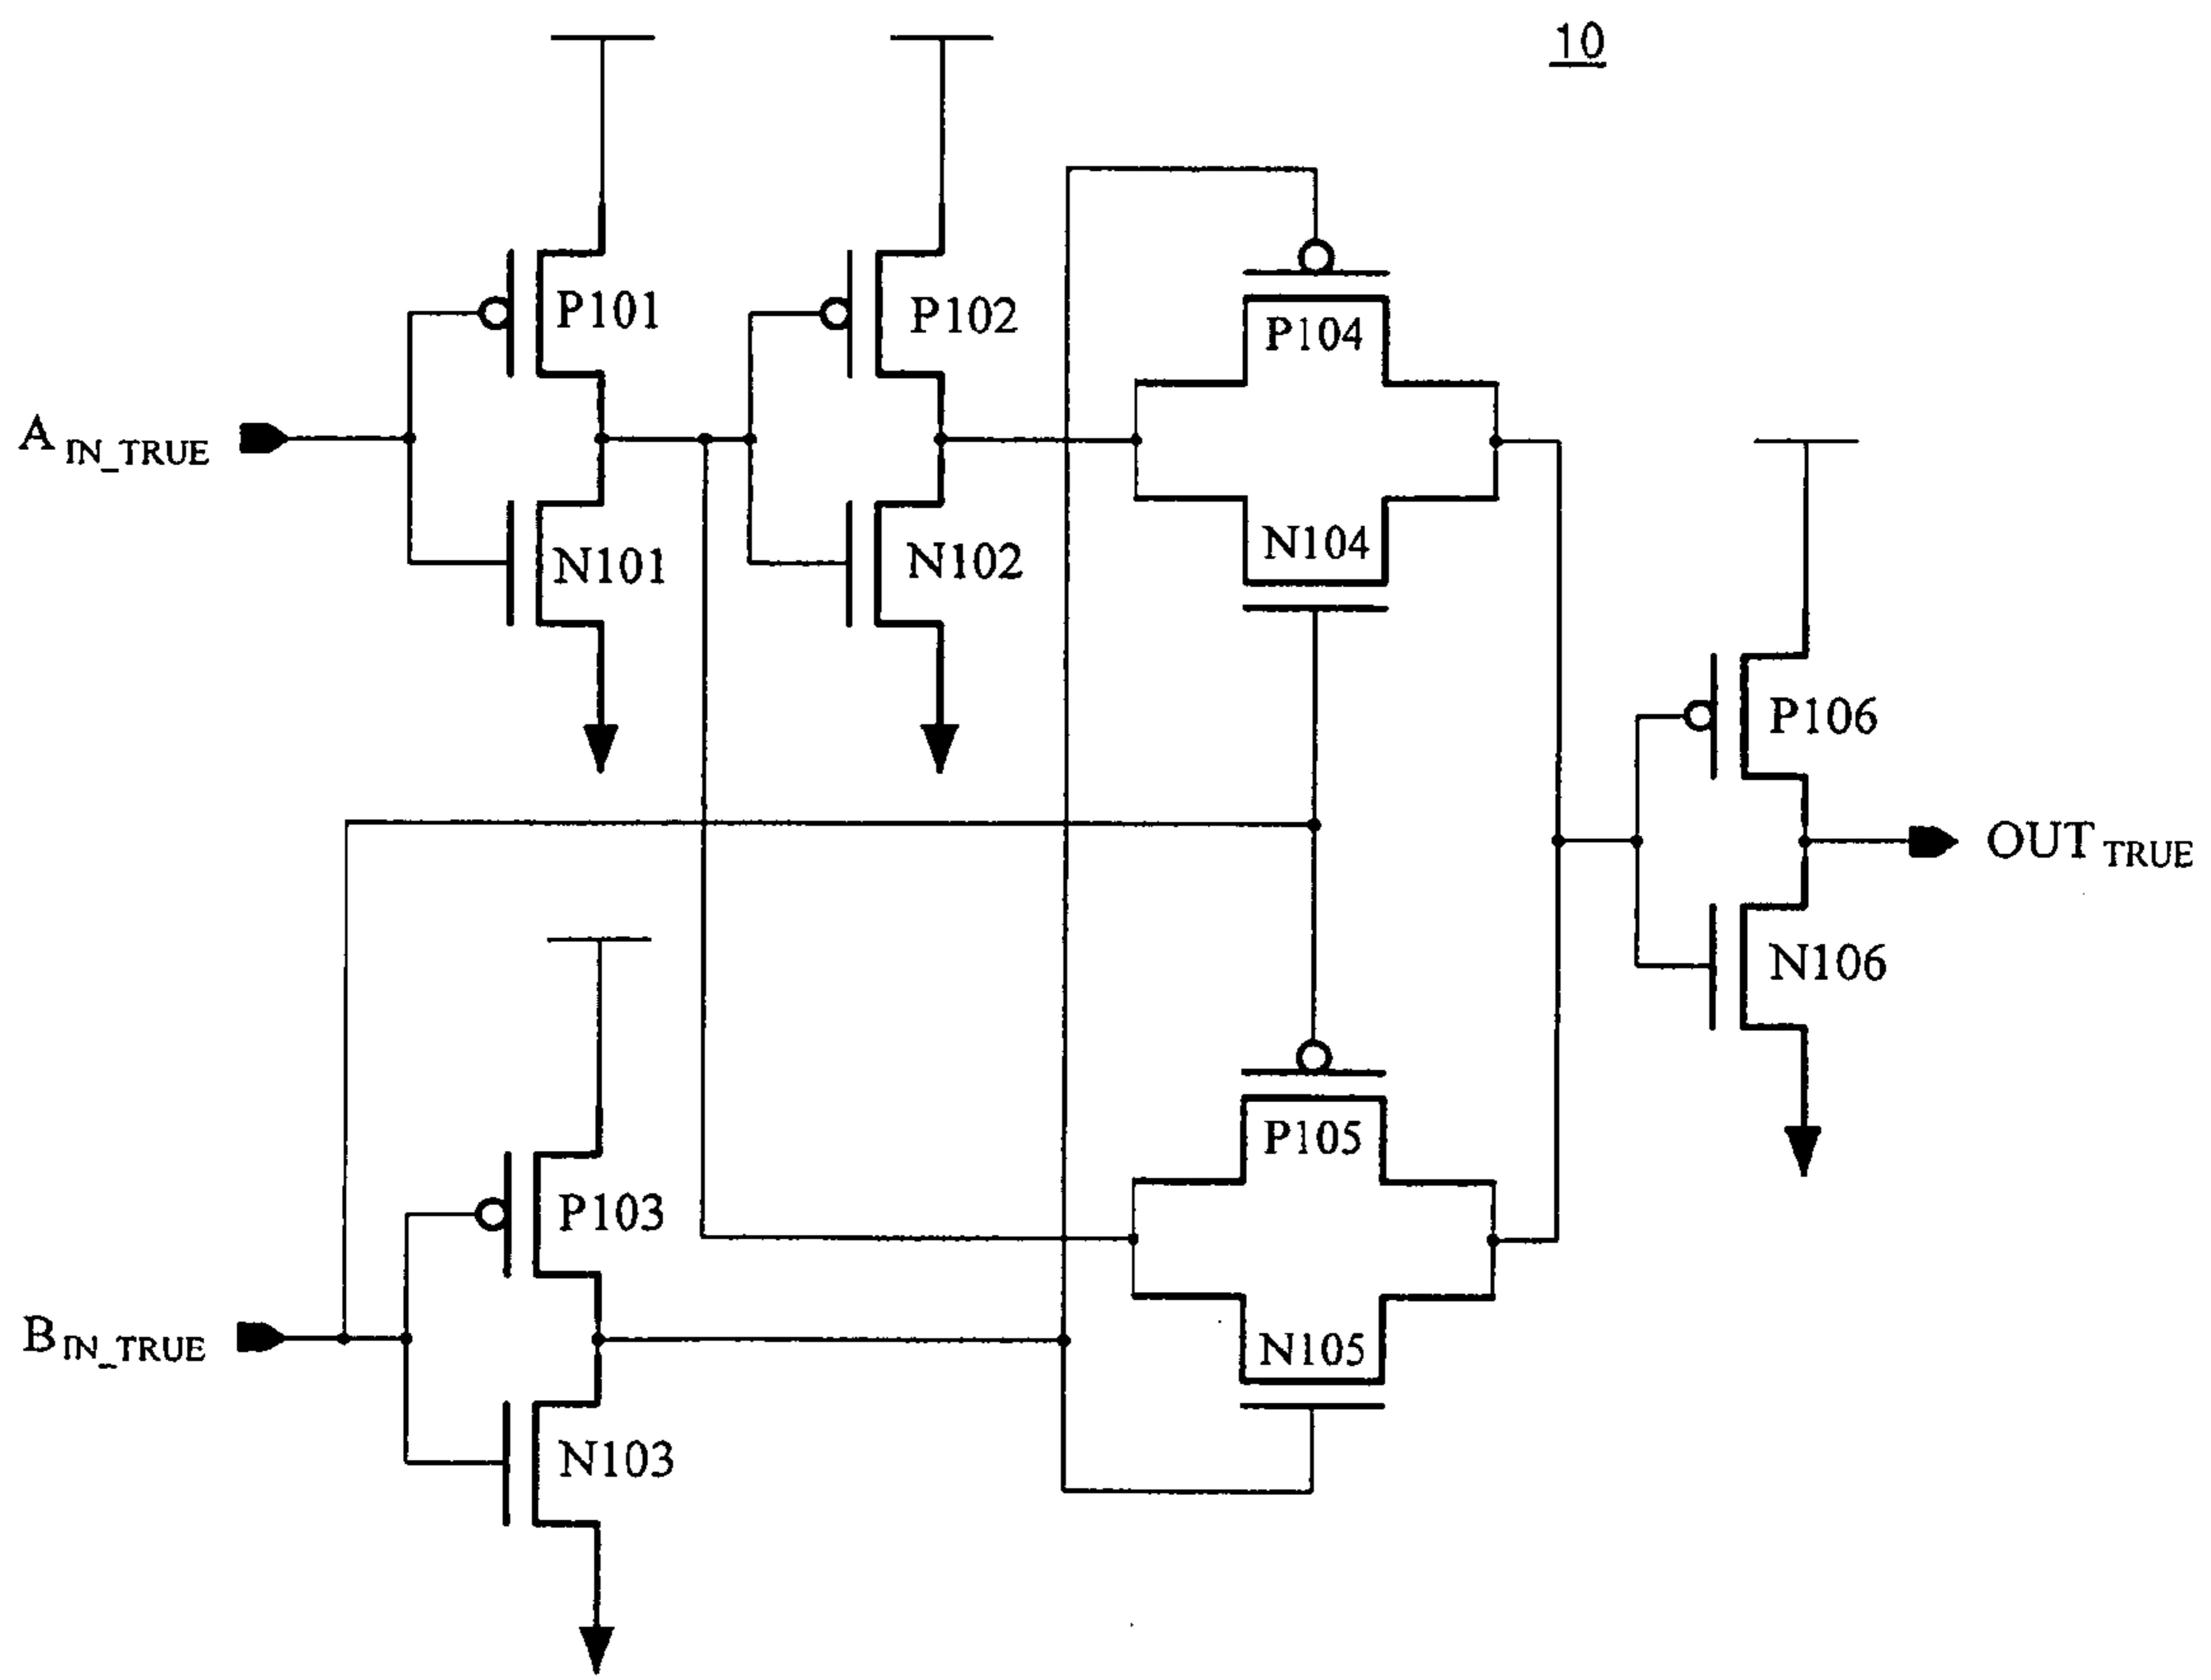 10
P101
P102
P104
A IN_TRUE
N101
N102
N104
P106
OUT TRUE
N106
P105
P103
B IN_TRUE
N105
N103